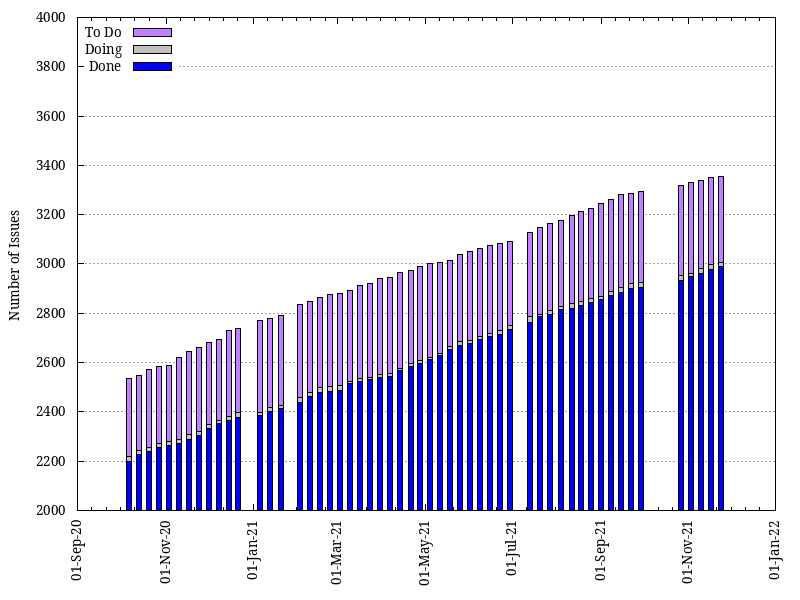 4000
3800
3600
3400
3200
3000
2800
2600
2400
2200
2000
Number of Issues
To Do
Doing
Done
01-Sep-20
01-Nov-20
01-Jan-21
01-Mar-21
01-May-21
01-Jul-21
01-Sep-21
01-Nov-21
01-Jan-22